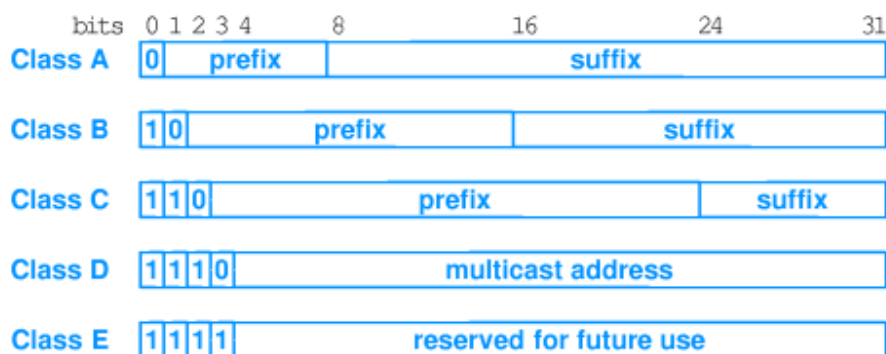 bits 0 1 2 3 4 8 16 24 31
Class A 0 prefix suffix
Class B 1 0 prefix suffix
Class C 1 1 0 prefix suffix
Class D 1 1 1 0 multicast address
Class E 1 1 1 1 reserved for future use